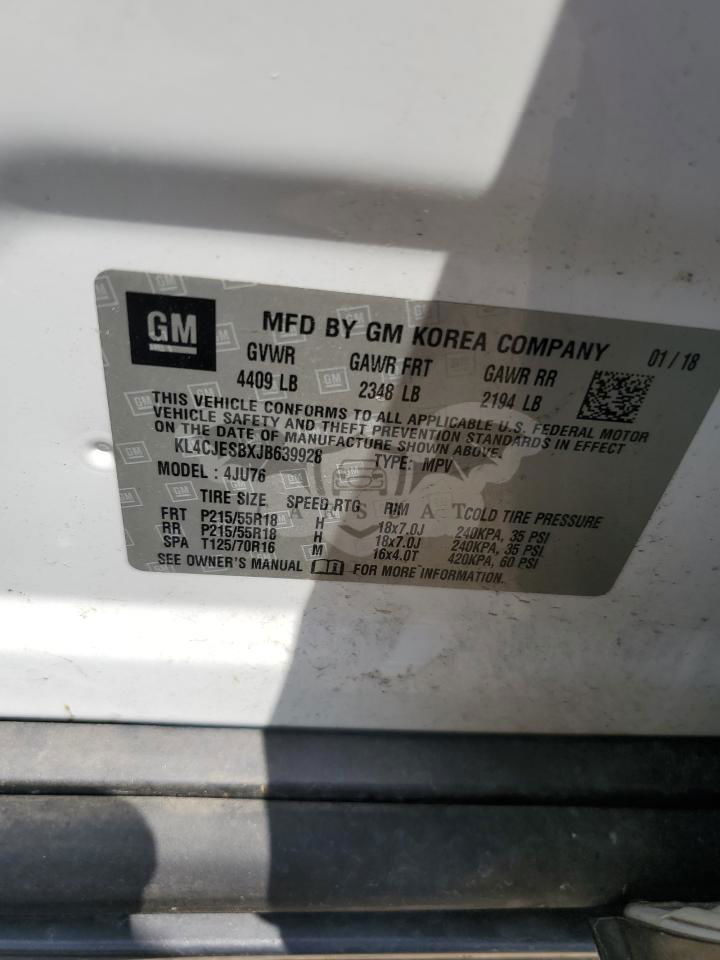 GM MFD BY GM KOREA COMPANY 01/18
GVWR GAWR FRT GAWR RR
4409 LB 2348 LB 2194 LB
THIS VEHICLE CONFORMS TO ALL APPLICABLE U.S. FEDERAL MOTOR
VEHICLE SAFETY AND THEFT PREVENTION STANDARDS IN EFFECT
ON THE DATE OF MANUFACTURE SHOWN ABOVE.
KL4CJESBXJB639928 TYPE: MPV
MODEL : 4JU76
TIRE SIZE SPEED RTG RIM COLD TIRE PRESSURE
FRT P215/55R18 H 18x7.0J 240KPA, 35 PSI
RR P215/55R18 H 18x7.0J 240KPA, 35 PSI
SPA T125/70R16 M 16x4.0T 420KPA, 60 PSI
SEE OWNER'S MANUAL FOR MORE INFORMATION.